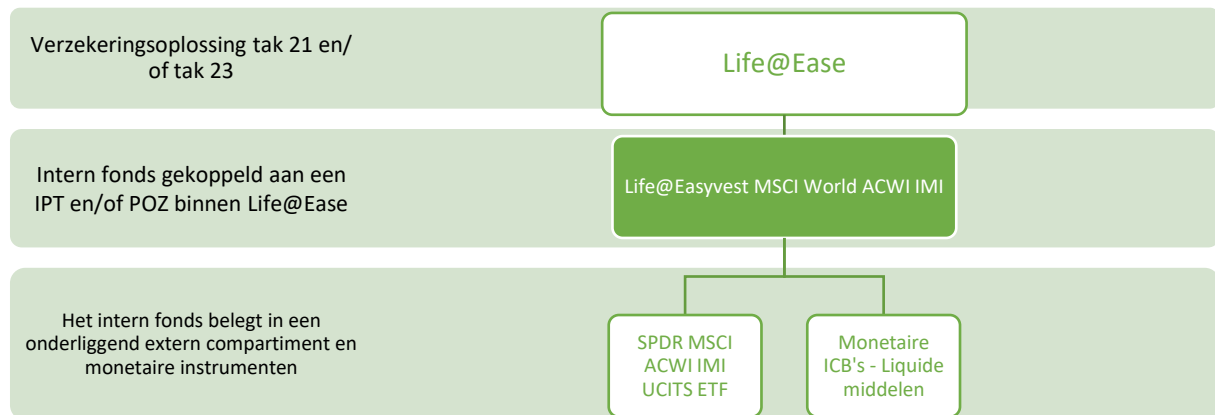 Verzekeringsoplossing tak 21 en/
of tak 23
Life@Ease
Intern fonds gekoppeld aan een
IPT en/of POZ binnen Life@Ease
Life@Easyvest MSCI World ACWI IMI
Het intern fonds belegt in een
onderliggend extern compartiment en
monetaire instrumenten
SPDR MSCI
ACWI IMI
UCITS ETF
Monetaire
ICB's - Liquide
middelen